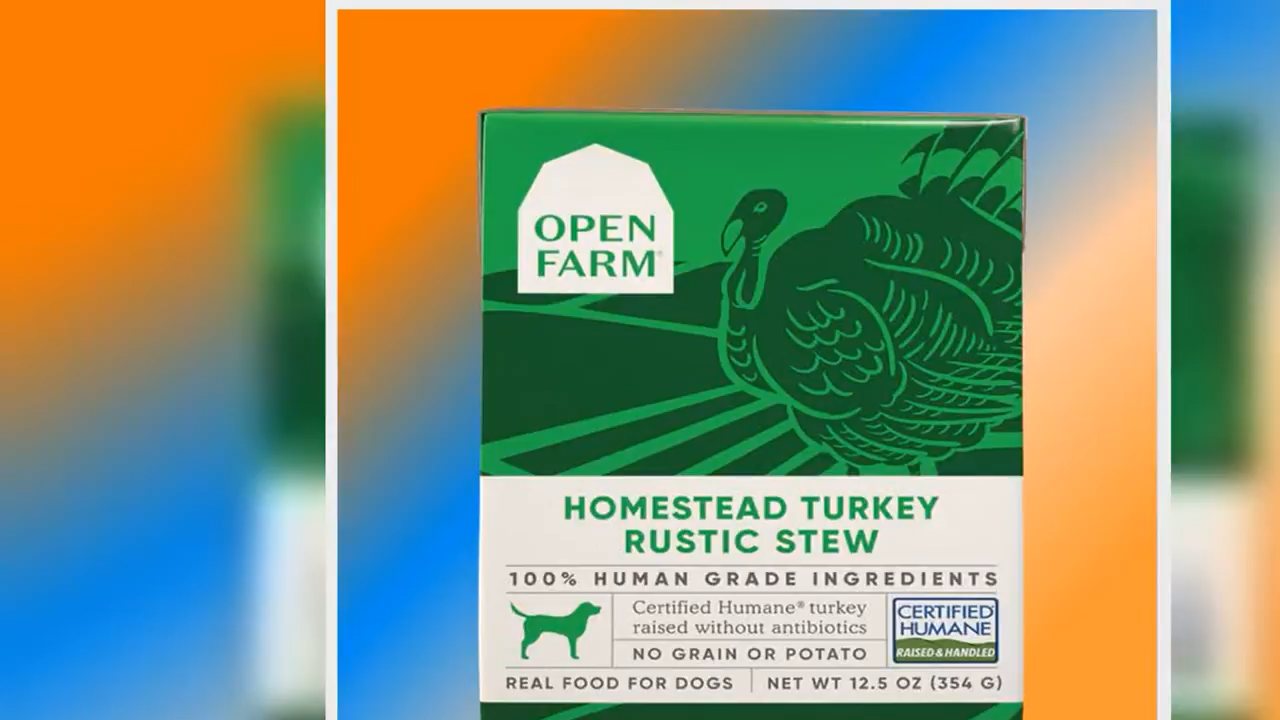 OPEN
FARM®
HOMESTEAD TURKEY
RUSTIC STEW
100% HUMAN GRADE INGREDIENTS
Certified Humane® turkey
raised without antibiotics
NO GRAIN OR POTATO
CERTIFIED
HUMANE
RAISED & HANDLED
REAL FOR DOGS
NET WT 12.5 OZ (354 G)